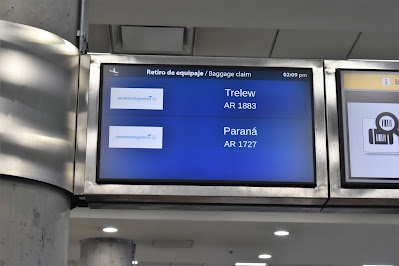 Retiro de equipaje / Baggage claim 02:09 pm
Trelew
AR 1883
Paraná
AR 1727